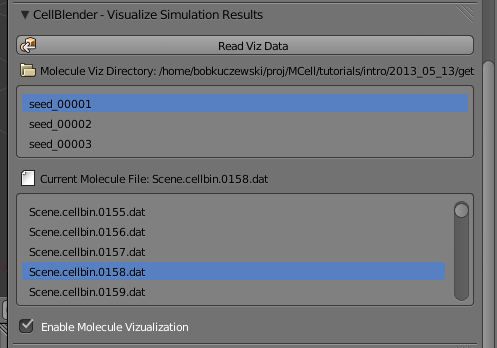 CellBlender - Visualize Simulation Results
Read Viz Data
Molecule Viz Directory: /home/bobkuczewski/proj/MCell/tutorials/intro/2013_05_13/get
seed_00001
seed_00002
seed_00003
Current Molecule File: Scene.cellbin.0158.dat
Scene.cellbin.0155.dat
Scene.cellbin.0156.dat
Scene.cellbin.0157.dat
Scene.cellbin.0158.dat
Scene.cellbin.0159.dat
Enable Molecule Vizualization